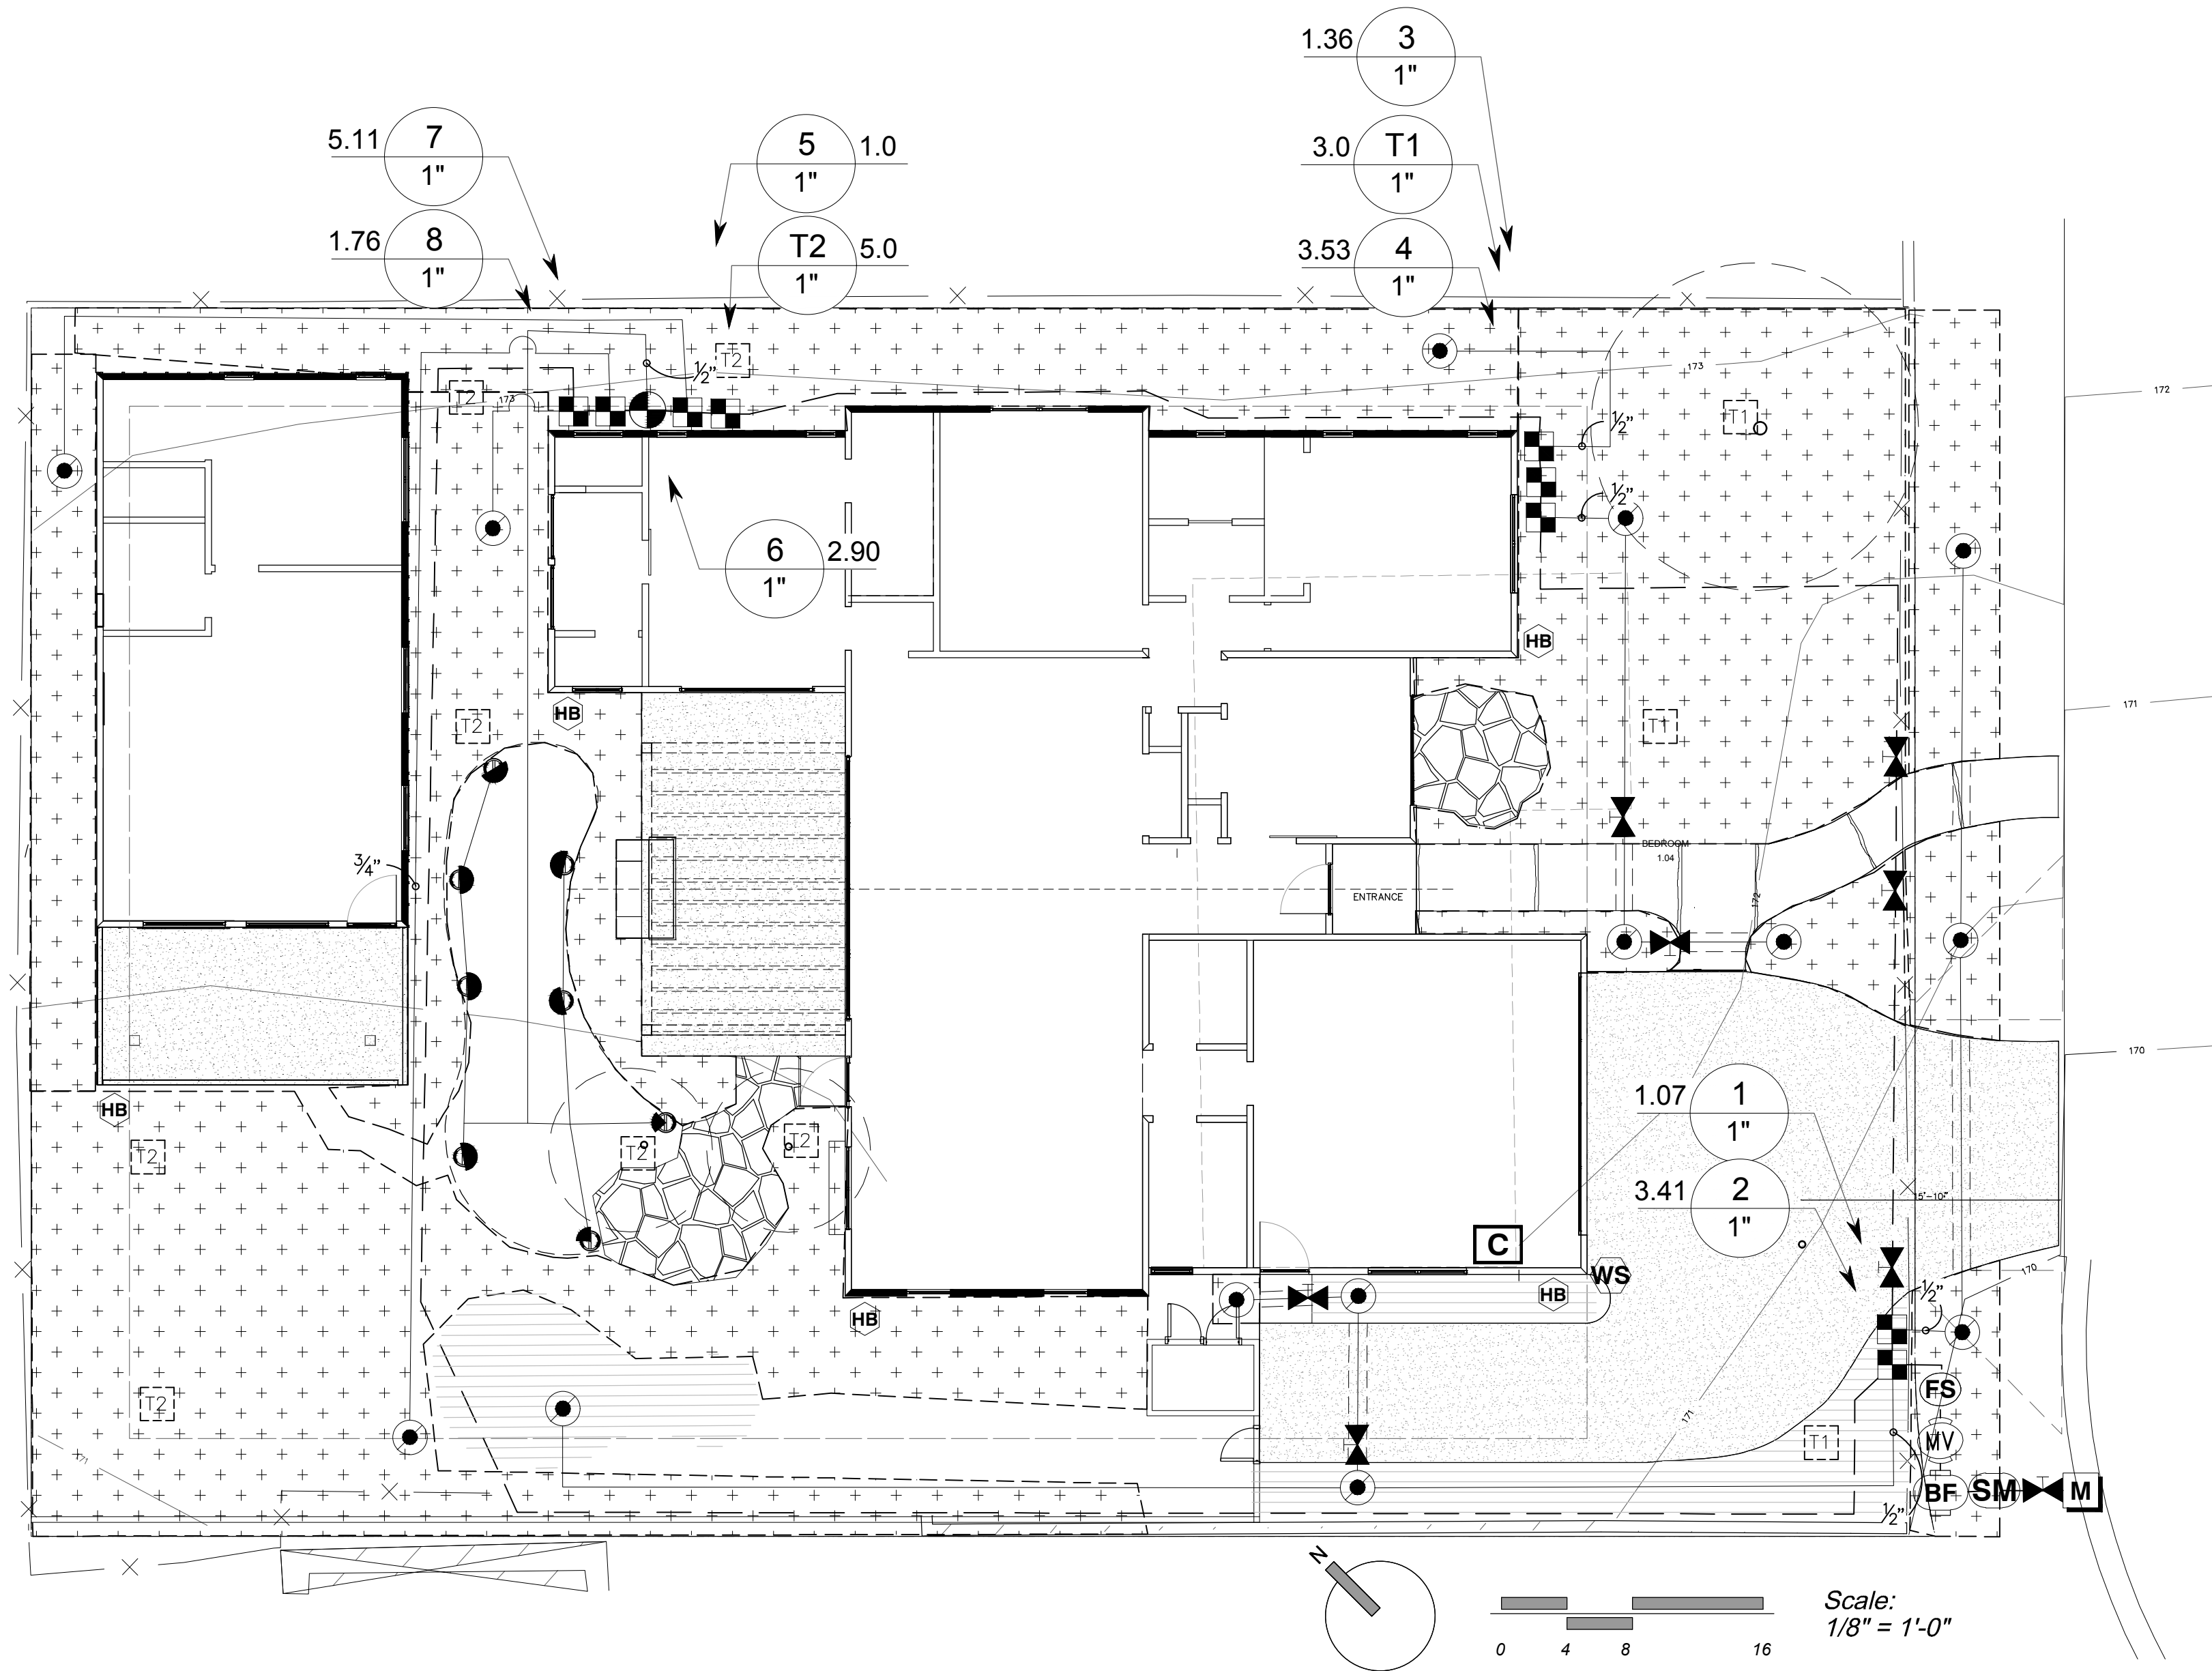 1.36 3
1"
5.11 7
1"
5 1.0
1"
3.0 T1
1"
1.76 8
1"
T2 5.0
1"
3.53 4
1"
T2
½"
173
172
T2
173
T1
½"
½"
6 2.90
1"
HB
171
HB
T2
T1
BEDROOM
1.04
¾"
ENTRANCE
172
170
1.07 1
1"
HB
T2
T2
T2
3.41 2
1"
15'-10"
C
WS
HB
170
½"
HB
FS
T2
171
T1
MV
BF
SM
M
½"
71
N
Scale:
1/8" = 1'-0"
0 4 8 16